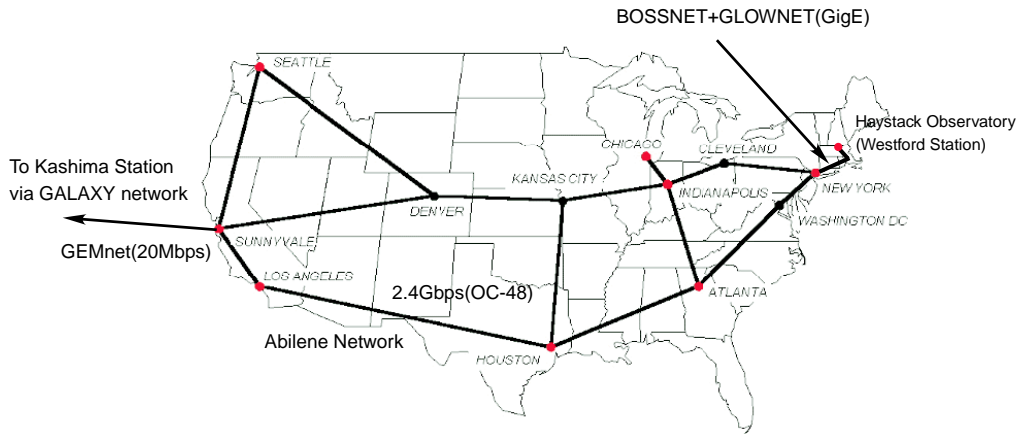 BOSSNET+GLOWNET(GigE)
SEATTLE
Haystack Observatory
(Westford Station)
CHICAGO
CLEVELAND
To Kashima Station
via GALAXY network
KANSAS CITY
INDIANAPOLIS
NEW YORK
DENVER
WASHINGTON DC
SUNNYVALE
GEMnet(20Mbps)
LOS ANGELES
2.4Gbps(OC-48)
ATLANTA
Abilene Network
HOUSTON